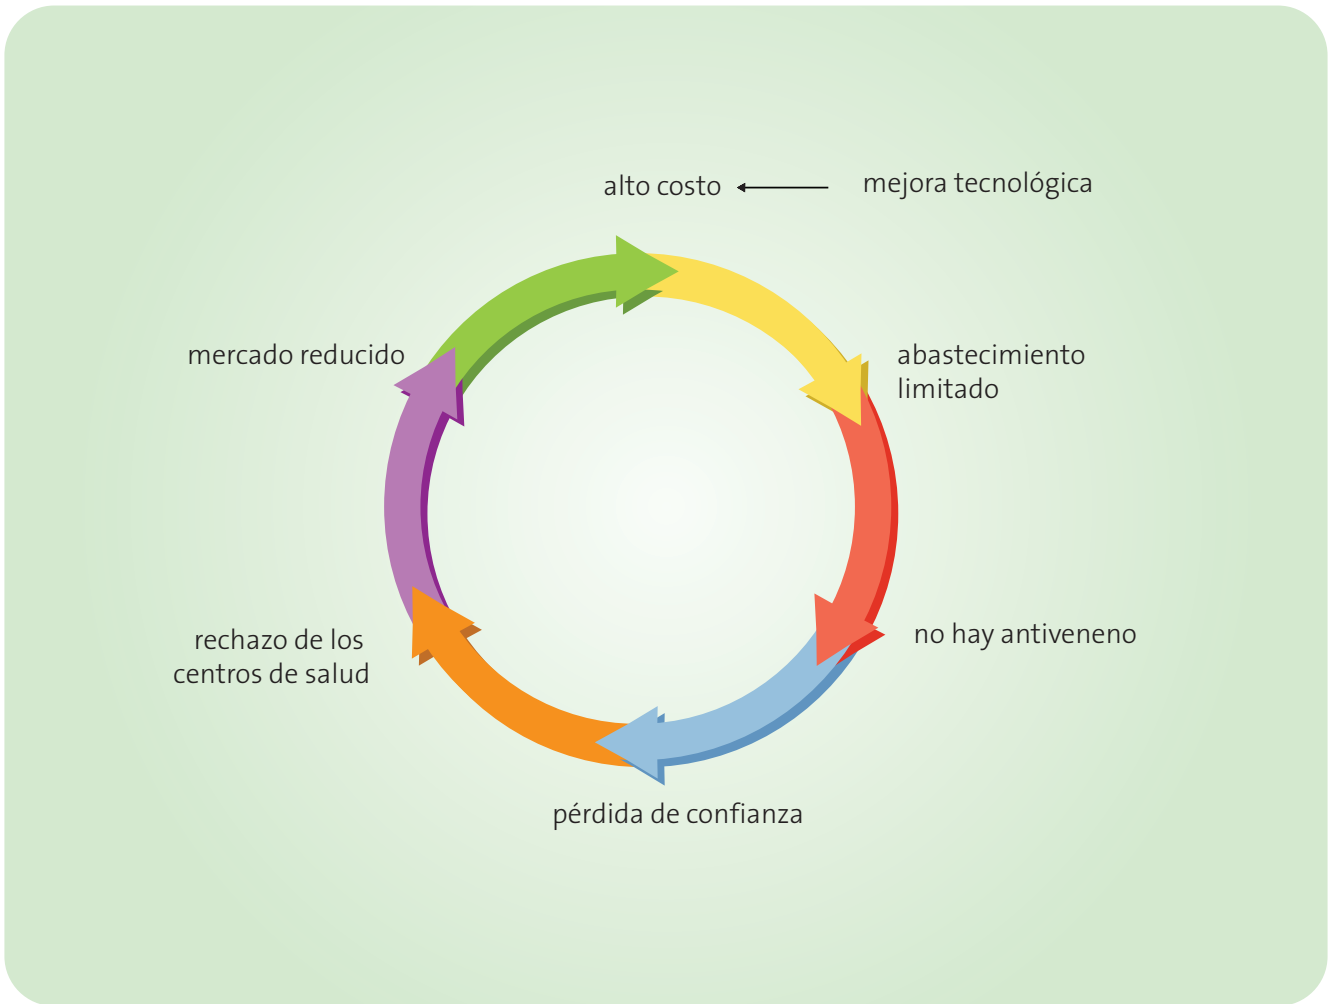 alto costo
mejora tecnológica
mercado reducido
abastecimiento
limitado
rechazo de los
centros de salud
no hay antiveneno
pérdida de confianza